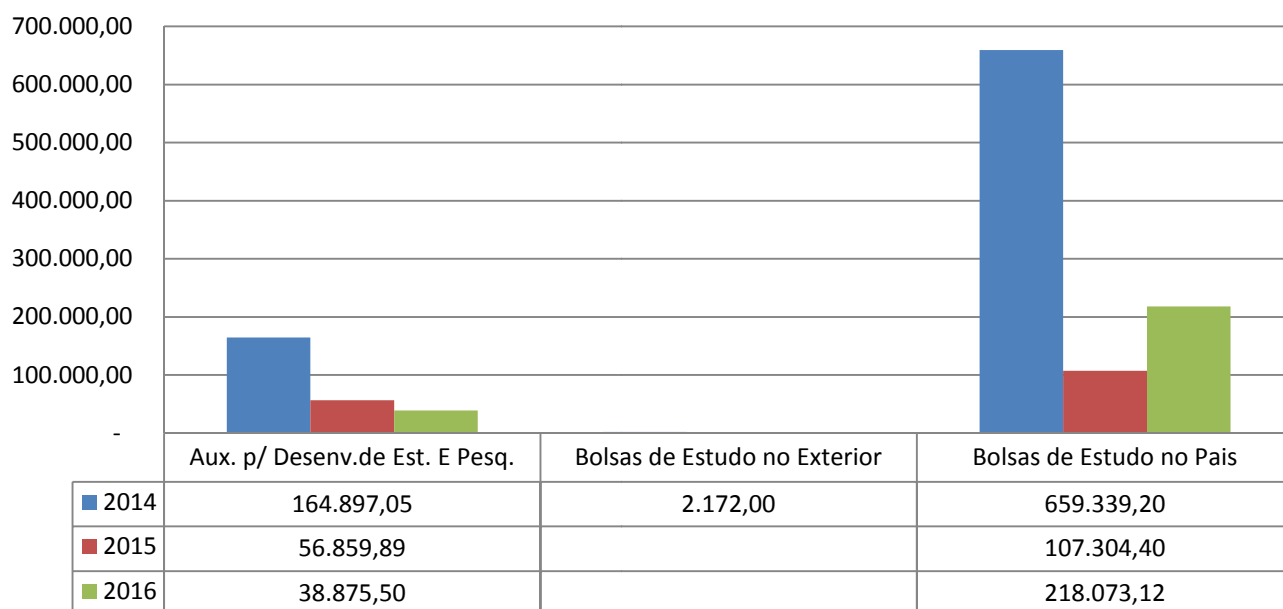 700.000,00
600.000,00
500.000,00
400.000,00
300.000,00
200.000,00
100.000,00
-
Aux. p/ Desenv.de Est. E Pesq. Bolsas de Estudo no Exterior Bolsas de Estudo no Pais
2014 164.897,05 2.172,00 659.339,20
2015 56.859,89 107.304,40
2016 38.875,50 218.073,12